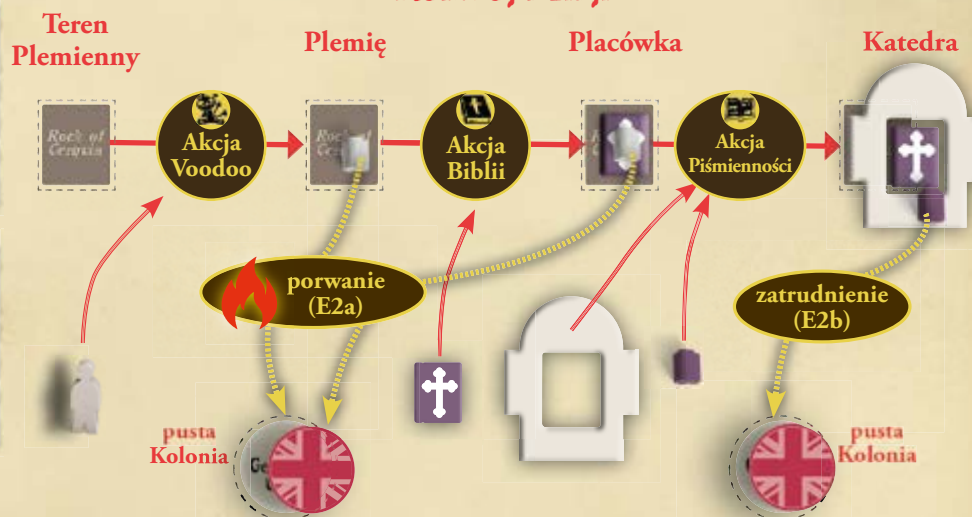 Teren
Plemienny
Plemię
Placówka
Katedra
Akcja
Voodoo
Akcja
Biblii
Akcja
Piśmienności
porwanie
(E2a)
zatrudnienie
(E2b)
pusta
Kolonia
pusta
Kolonia